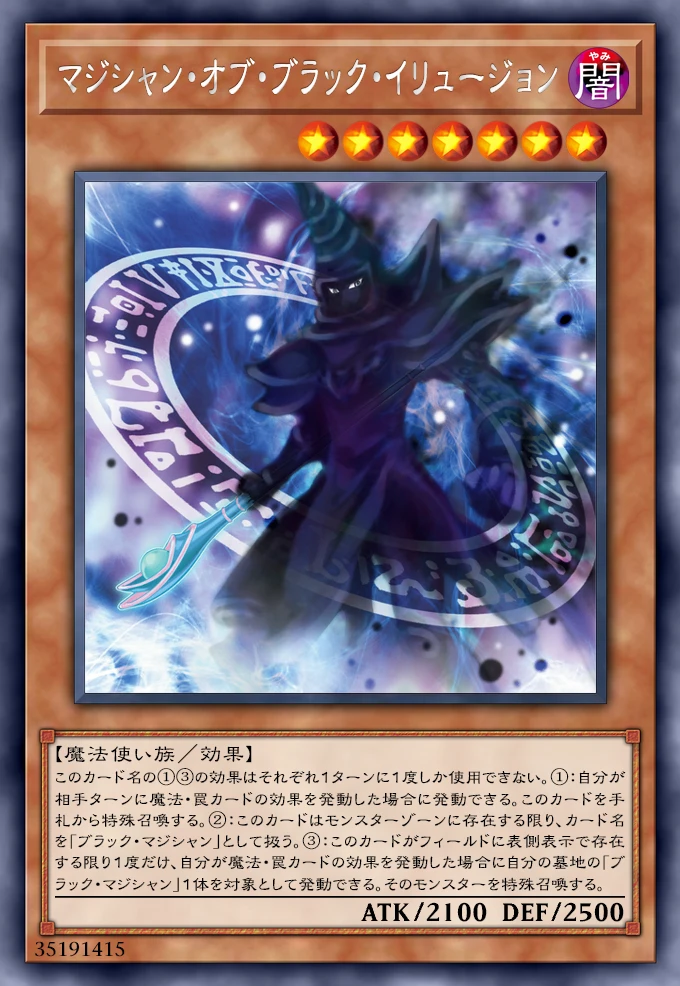 マジシャン・オブ・ブラック・イリュージョン
やみ
闇
【魔法使い族／効果】
このカード名の①③の効果はそれぞれ1ターンに1度しか使用できない。①：自分が
相手ターンに魔法・罠カードの効果を発動した場合に発動できる。このカードを手
札から特殊召喚する。②：このカードはモンスターゾーンに存在する限り、カード名
を「ブラック・マジシャン」として扱う。③：このカードがフィールドに表側表示で存在
する限り1度だけ、自分が魔法・罠カードの効果を発動した場合に自分の墓地の「ブ
ラック・マジシャン」1体を対象として発動できる。そのモンスターを特殊召喚する。
ATK/2100 DEF/2500
35191415